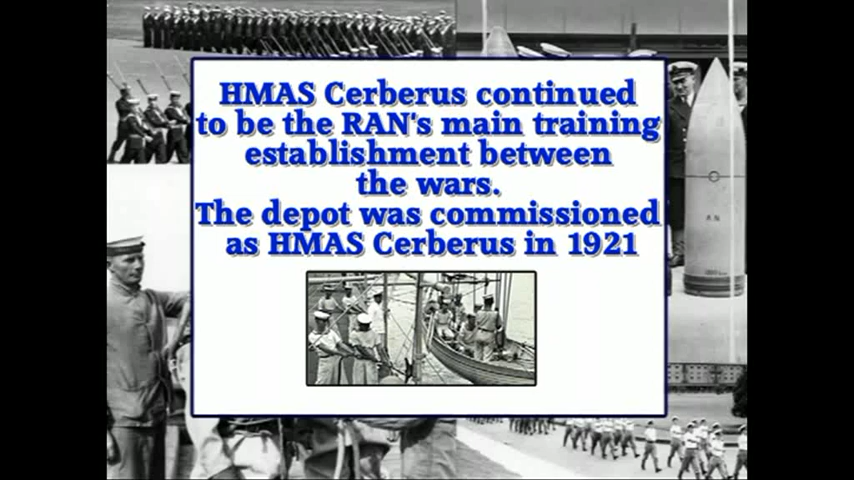 HMAS Cerberus continued
to be the RAN's main training
establishment between
the wars.
The depot was commissioned
as HMAS Cerberus in 1921